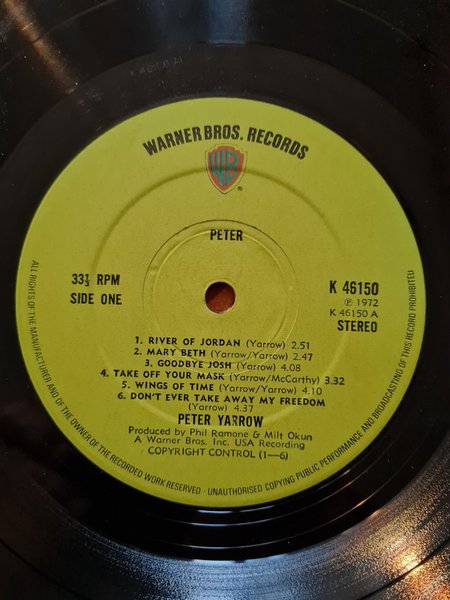 WARNER BROS. RECORDS
WB
®
PETER
33⅓ RPM
SIDE ONE
K 46150
℗ 1972
K 46150 A
STEREO
1. RIVER OF JORDAN (Yarrow) 2.51
2. MARY BETH (Yarrow/Yarrow) 2.47
3. GOODBYE JOSH (Yarrow) 4.08
4. TAKE OFF YOUR MASK (Yarrow/McCarthy) 3.32
5. WINGS OF TIME (Yarrow/Yarrow) 4.10
6. DON'T EVER TAKE AWAY MY FREEDOM
(Yarrow) 4.37
PETER YARROW
Produced by Phil Ramone & Milt Okun
A Warner Bros. Inc. USA Recording
COPYRIGHT CONTROL (1—6)
ALL RIGHTS OF THE MANUFACTURER AND OF THE OWNER OF THE RECORDED WORK RESERVED · UNAUTHORISED COPYING PUBLIC PERFORMANCE AND BROADCASTING OF THIS RECORD PROHIBITED